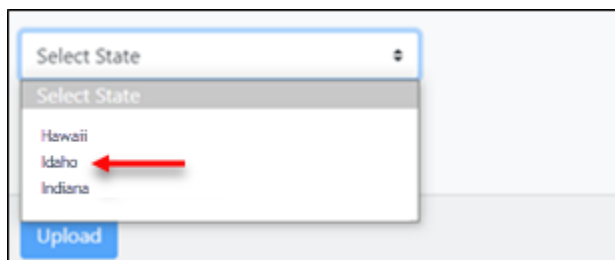 Select State
Select State
Hawaii
Idaho
Indiana
Upload